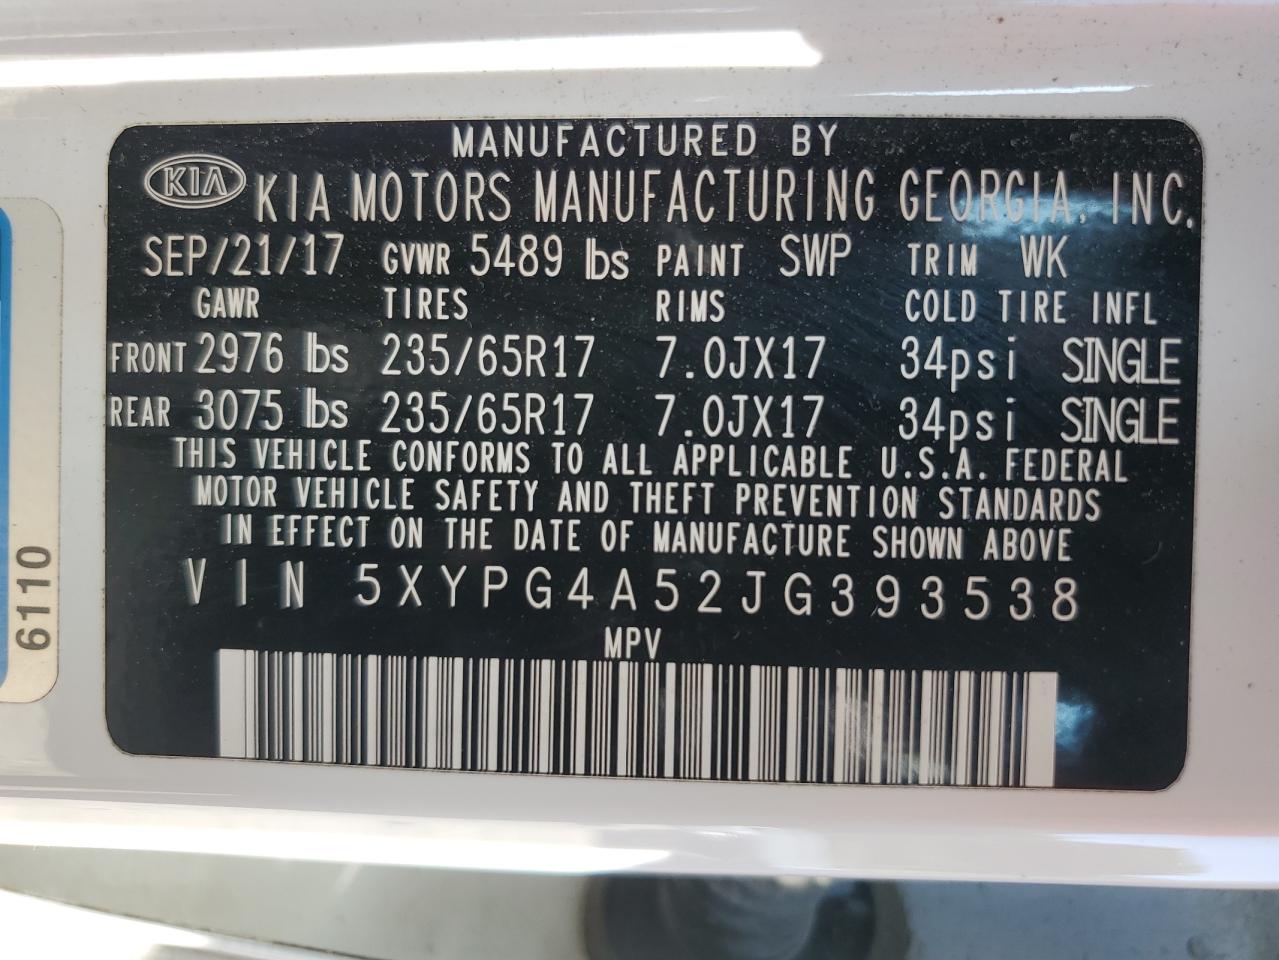 MANUFACTURED BY
KIA KIA MOTORS MANUFACTURING GEORGIA, INC.
SEP/21/17 GVWR 5489 lbs PAINT SWP TRIM WK
GAWR TIRES RIMS COLD TIRE INFL
FRONT 2976 lbs 235/65R17 7.0JX17 34psi SINGLE
REAR 3075 lbs 235/65R17 7.0JX17 34psi SINGLE
THIS VEHICLE CONFORMS TO ALL APPLICABLE U.S.A. FEDERAL
MOTOR VEHICLE SAFETY AND THEFT PREVENTION STANDARDS
IN EFFECT ON THE DATE OF MANUFACTURE SHOWN ABOVE
VIN 5XYPG4A52JG393538
MPV
6110